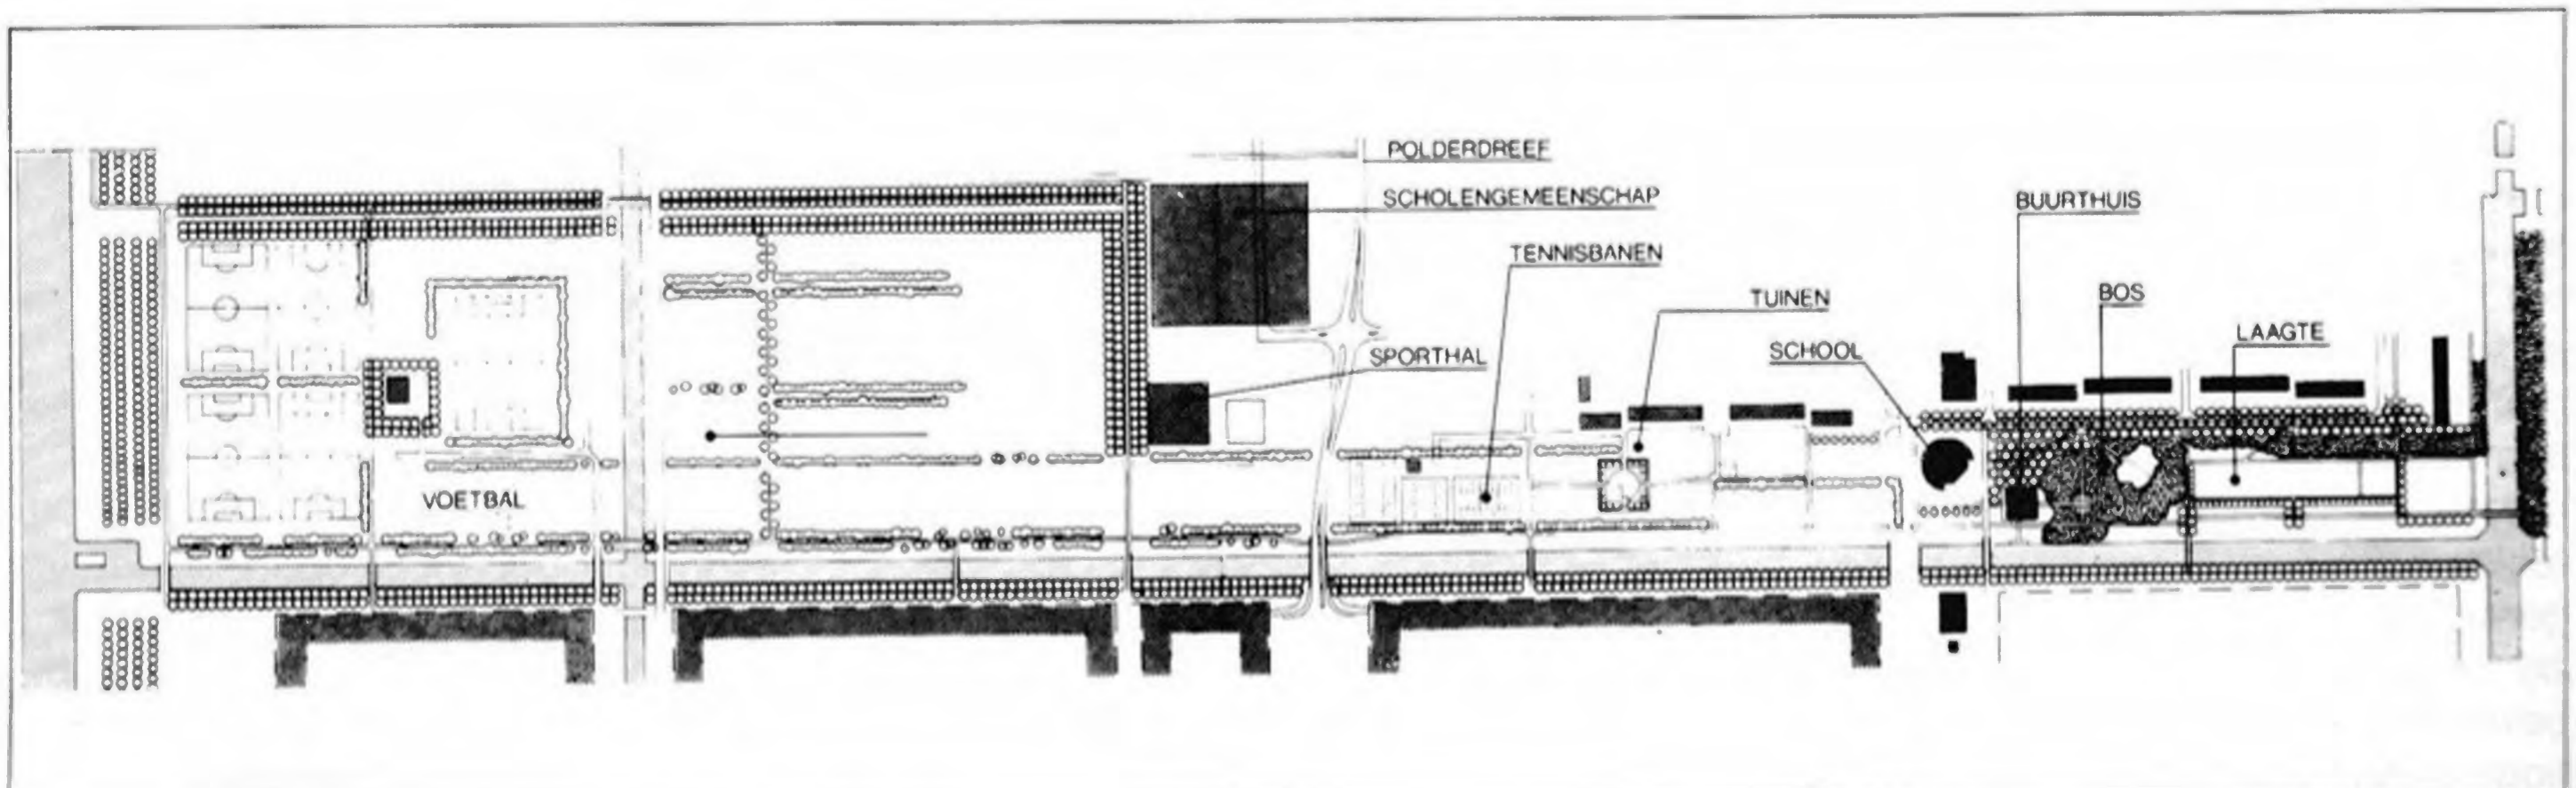 POLDERDREEF
SCHOLENGEMEENSCHAP
BUURTHUIS
TENNISBANEN
TUINEN
BOS
LAAGTE
SCHOOL
SPORTHAL
VOETBAL